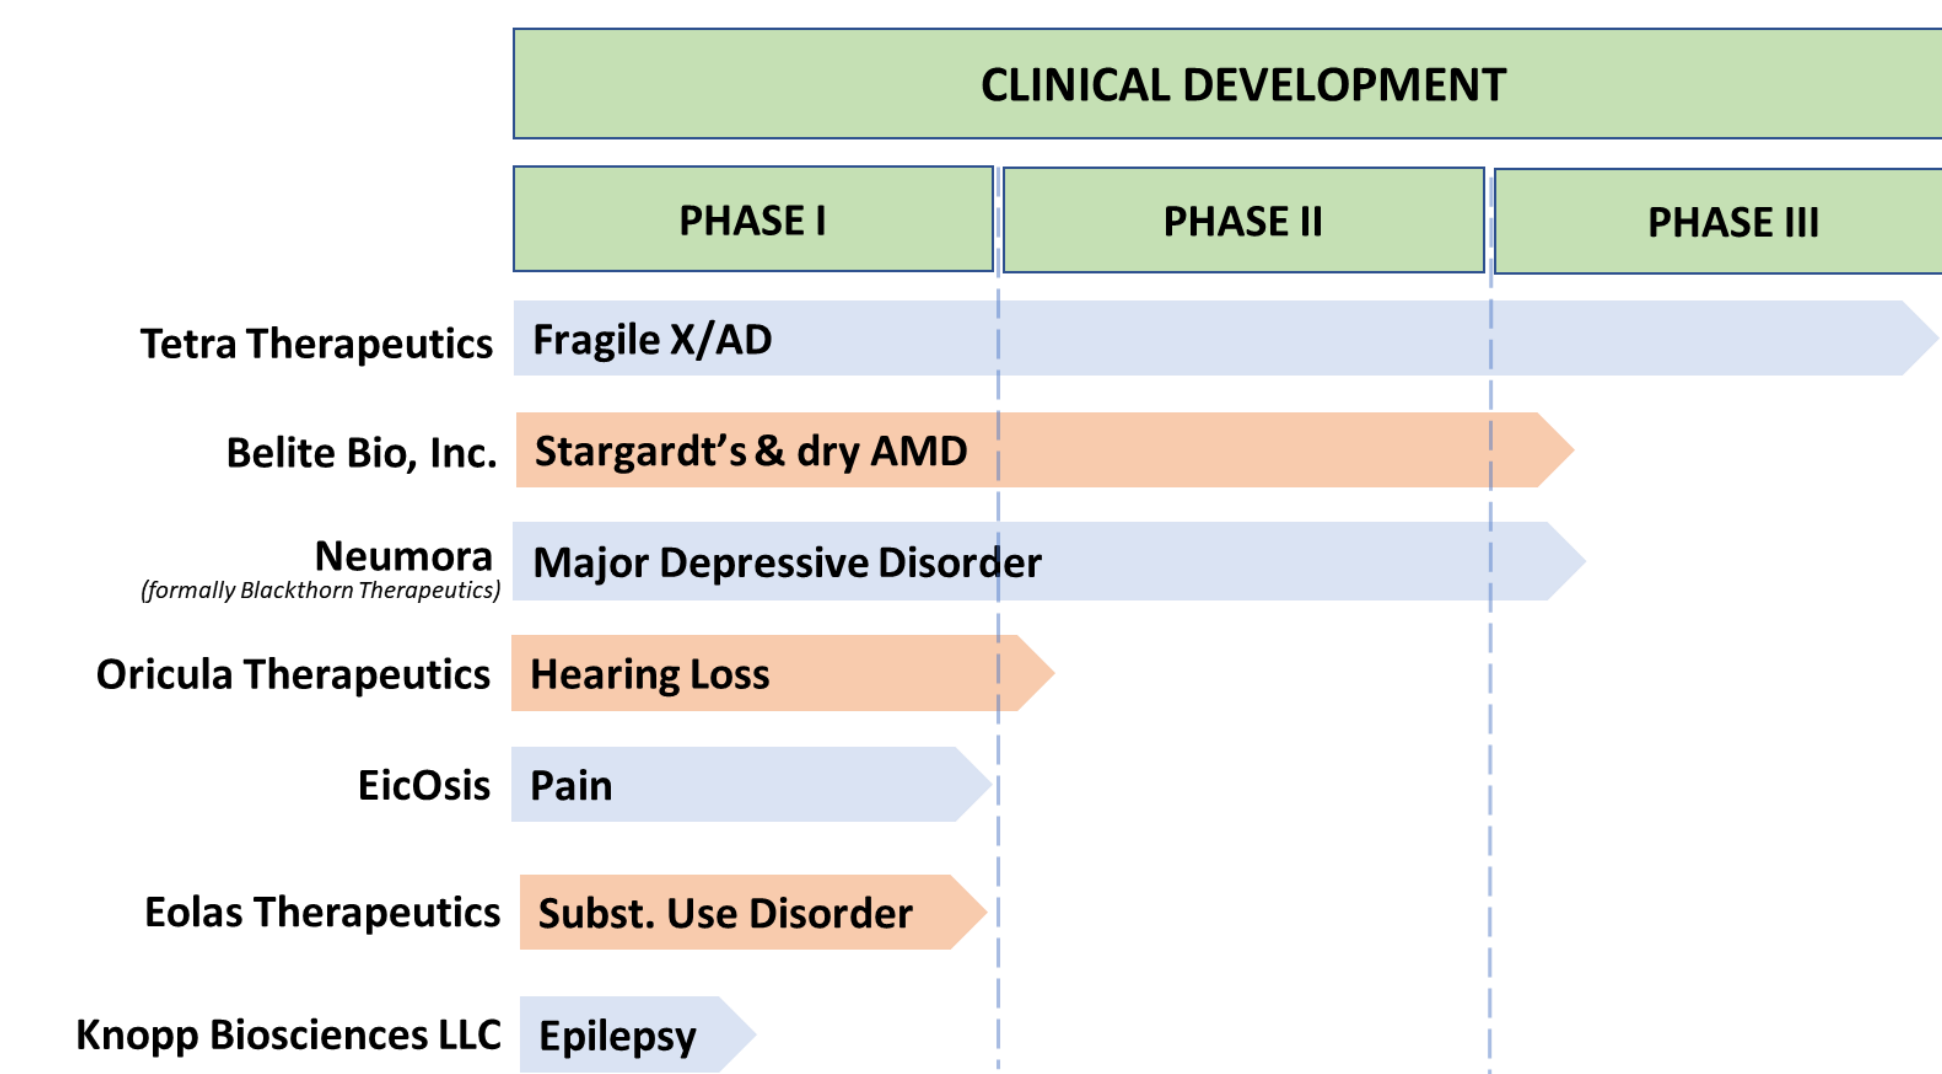 CLINICAL DEVELOPMENT
PHASE I
PHASE II
PHASE III
Tetra Therapeutics
Fragile X/AD
Belite Bio, Inc.
Stargardt’s & dry AMD
Neumora
(formally Blackthorn Therapeutics)
Major Depressive Disorder
Oricula Therapeutics
Hearing Loss
EicOsis
Pain
Eolas Therapeutics
Subst. Use Disorder
Knopp Biosciences LLC
Epilepsy